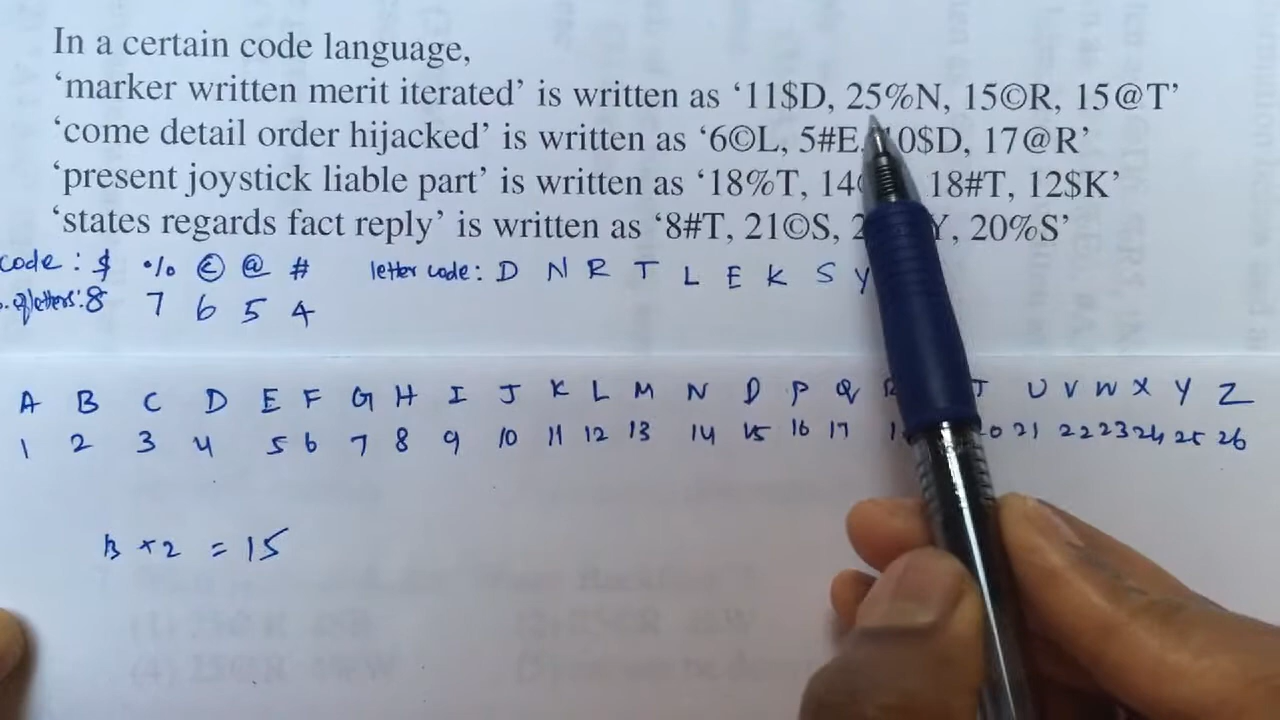 In a certain code language,
‘marker written merit iterated’ is written as ‘11$D, 25%N, 15©R, 15@T’
‘come detail order hijacked’ is written as ‘6©L, 5#E 0$D, 17@R’
‘present joystick liable part’ is written as ‘18%T, 14 18#T, 12$K’
‘states regards fact reply’ is written as ‘8#T, 21©S, 2 Y, 20%S’
code : $ % © @ # letter code : D N R T L E K S Y
letters: 8 7 6 5 4
A B C D E F G H I J K L M N O P Q R T U V W X Y Z
1 2 3 4 5 6 7 8 9 10 11 12 13 14 15 16 17 1 0 21 22 23 24 25 26
13 + 2 = 15